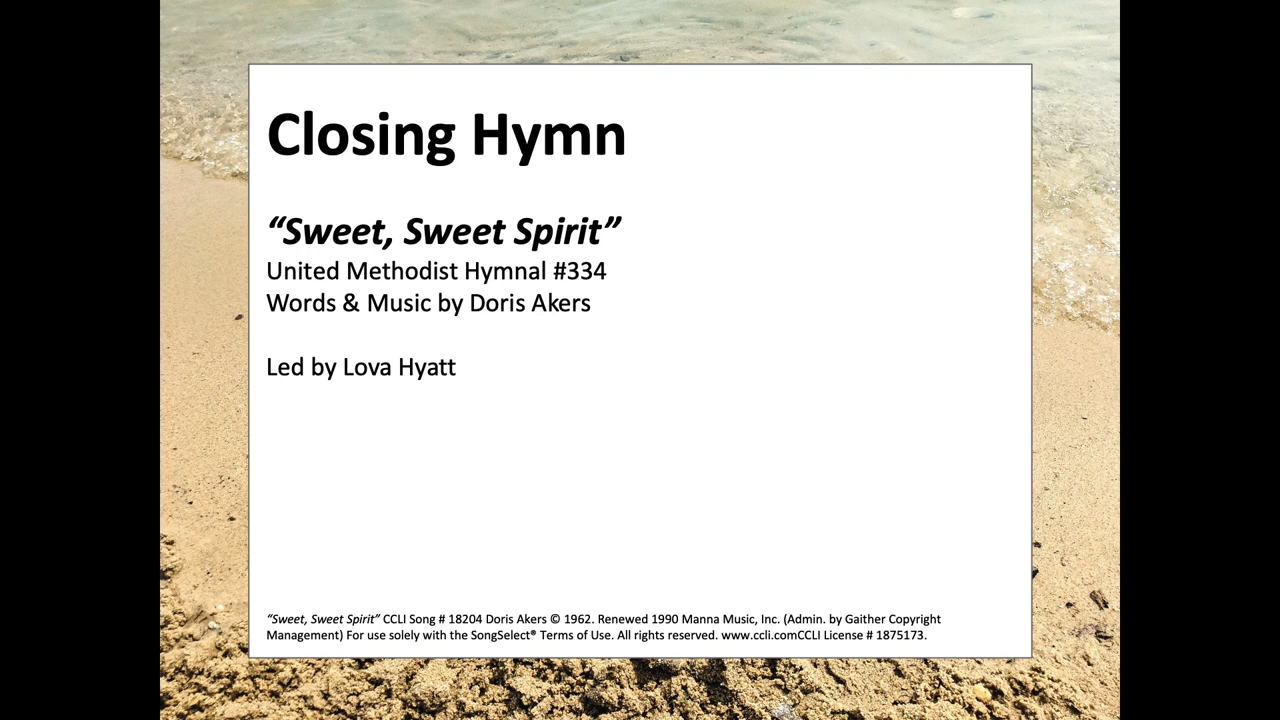 Closing Hymn
“Sweet, Sweet Spirit”
United Methodist Hymnal #334
Words & Music by Doris Akers
Led by Lova Hyatt
“Sweet, Sweet Spirit” CCLI Song # 18204 Doris Akers © 1962. Renewed 1990 Manna Music, Inc. (Admin. by Gaither Copyright
Management) For use solely with the SongSelect® Terms of Use. All rights reserved. www.ccli.comCCLI License # 1875173.